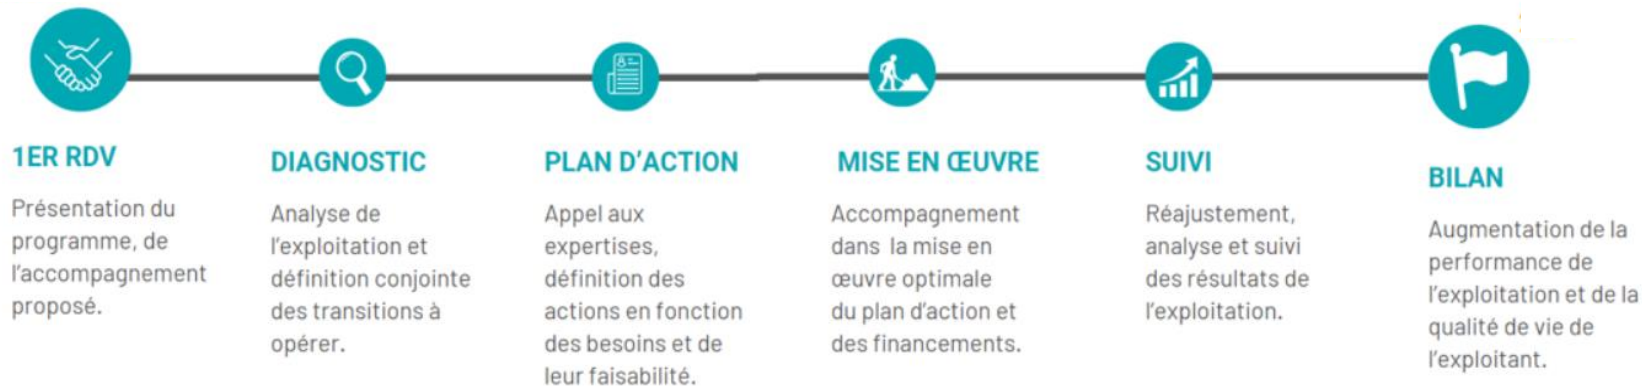 1ER RDV
Présentation du
programme, de
l'accompagnement
proposé.
DIAGNOSTIC
Analyse de
l'exploitation et
définition conjointe
des transitions à
opérer.
PLAN D'ACTION
Appel aux
expertises,
définition des
actions en fonction
des besoins et de
leur faisabilité.
MISE EN ŒUVRE
Accompagnement
dans la mise en
œuvre optimale
du plan d'action et
des financements.
SUIVI
Réajustement,
analyse et suivi
des résultats de
l'exploitation.
BILAN
Augmentation de la
performance de
l'exploitation et de la
qualité de vie de
l'exploitant.